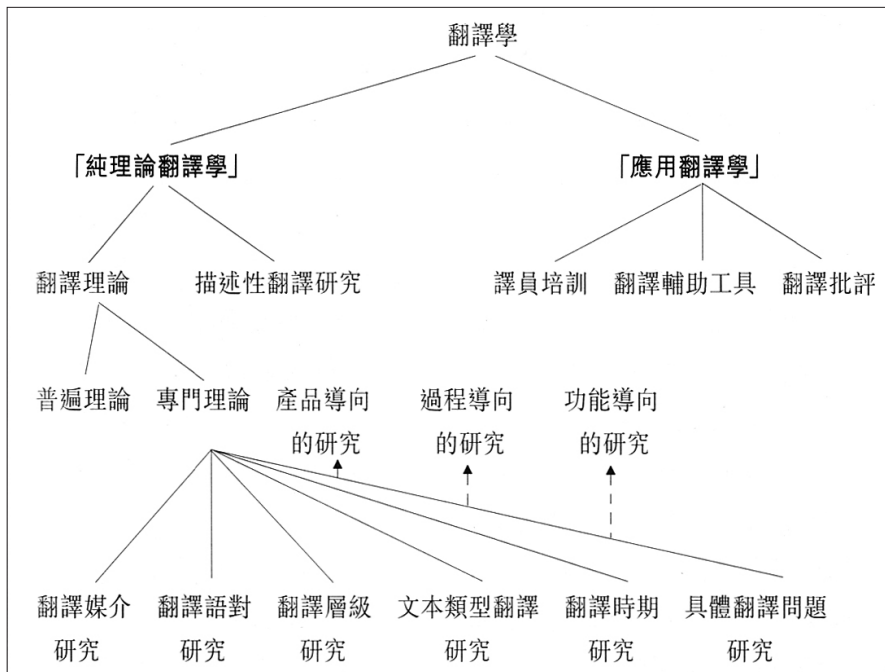 翻譯學
「純理論翻譯學」 「應用翻譯學」
翻譯理論 描述性翻譯研究 譯員培訓 翻譯輔助工具 翻譯批評
普遍理論 專門理論 產品導向 過程導向 功能導向
的研究 的研究 的研究
翻譯媒介 翻譯語對 翻譯層級 文本類型翻譯 翻譯時期 具體翻譯問題
研究 研究 研究 研究 研究 研究